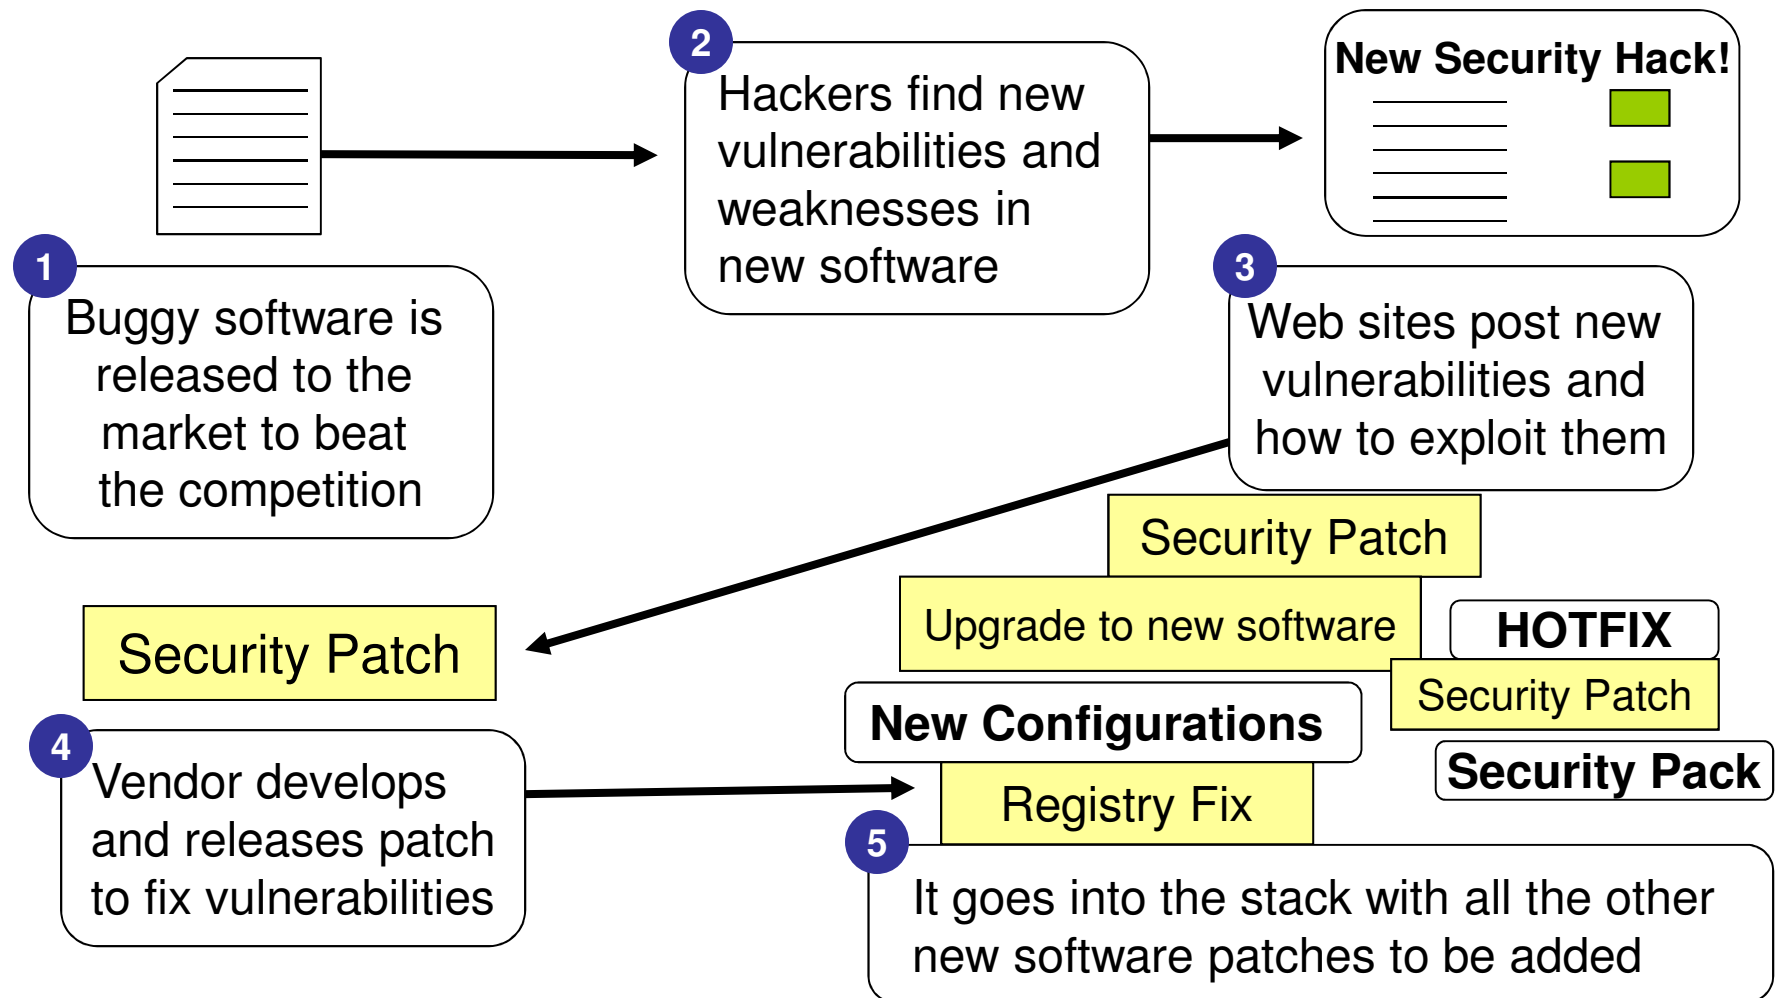 1
Buggy software is
released to the
market to beat
the competition
2
Hackers find new
vulnerabilities and
weaknesses in
new software
New Security Hack!
3
Web sites post new
vulnerabilities and
how to exploit them
Security Patch
4
Vendor develops
and releases patch
to fix vulnerabilities
Security Patch
Upgrade to new software
HOTFIX
Security Patch
New Configurations
Security Pack
Registry Fix
5
It goes into the stack with all the other
new software patches to be added